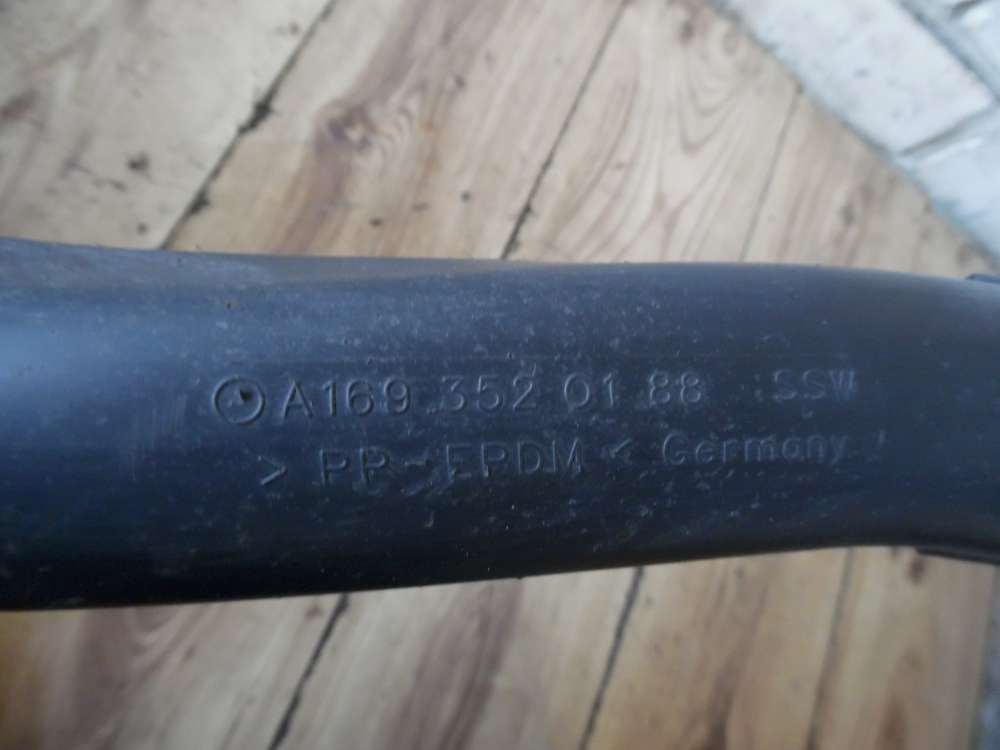 A169 352 01 88 SSW
> PP-EPDM < Germany